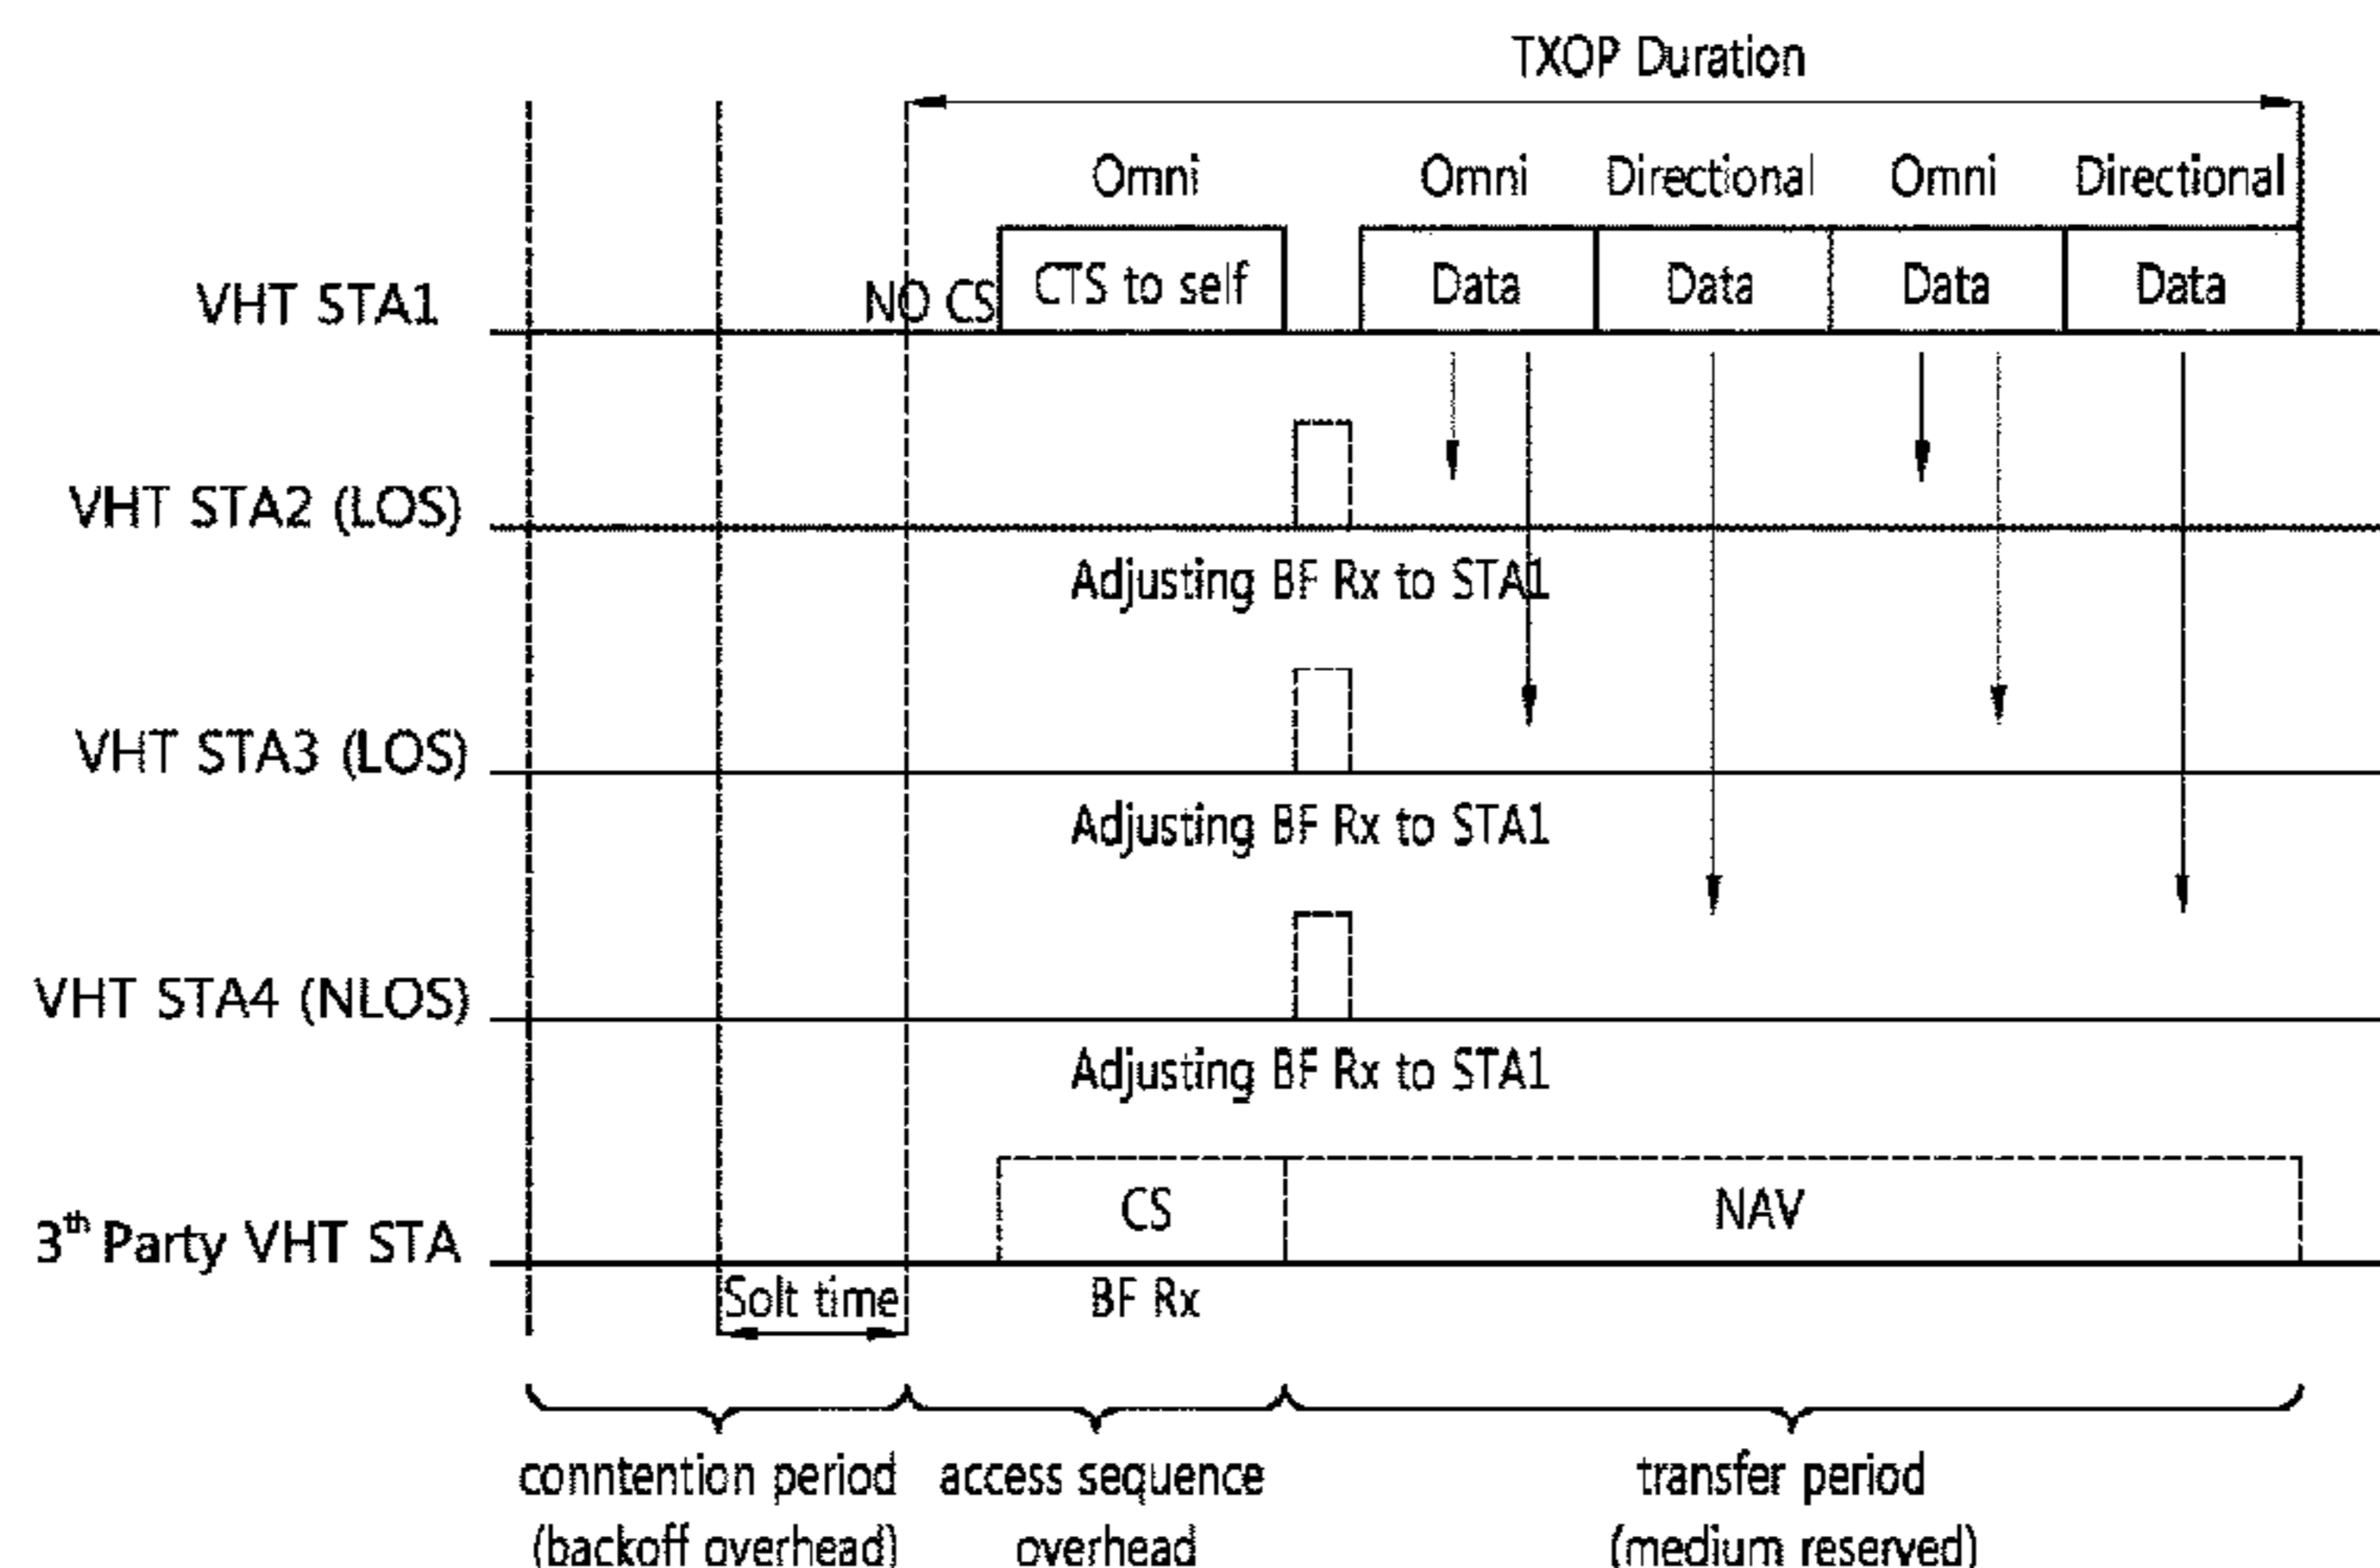 TXOP Duration
Omni Omni Directional Omni Directional
VHT STA1 NO CS CTS to self Data Data Data Data
VHT STA2 (LOS)
Adjusting BF Rx to STA1
VHT STA3 (LOS)
Adjusting BF Rx to STA1
VHT STA4 (NLOS)
Adjusting BF Rx to STA1
3th Party VHT STA CS NAV
Solt time BF Rx
conntention period access sequence transfer period
(backoff overhead) overhead (medium reserved)